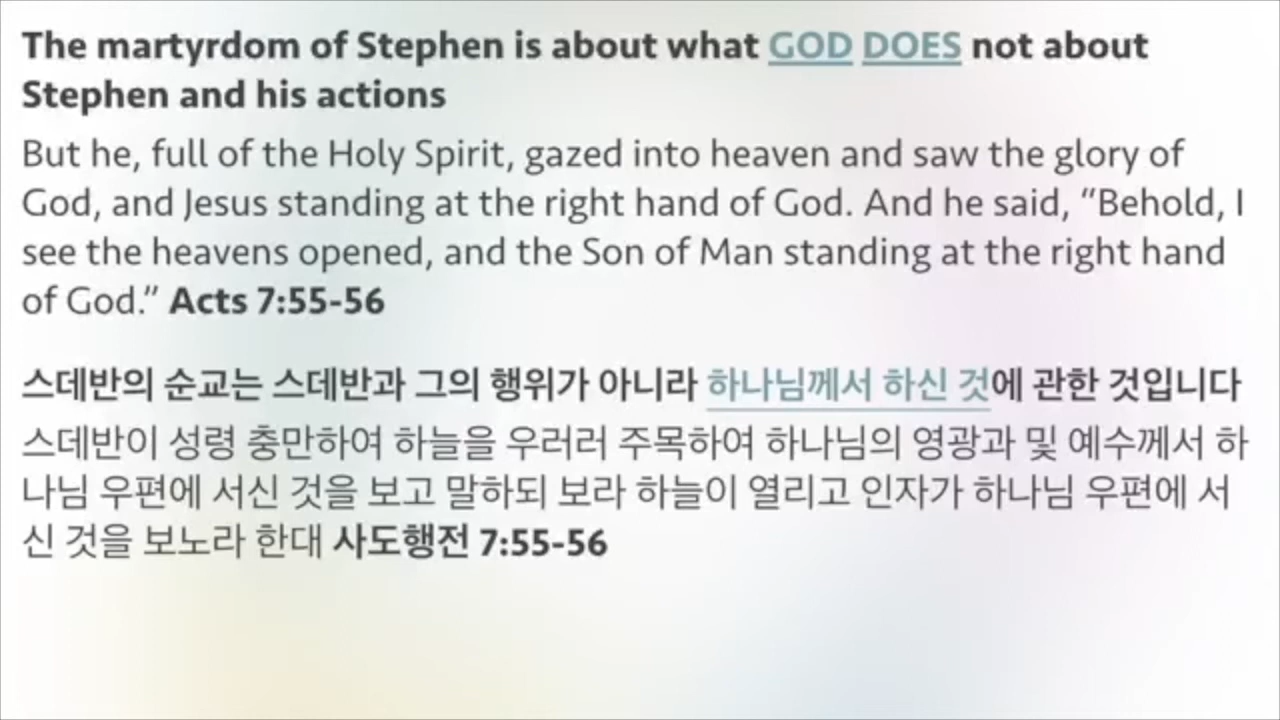 The martyrdom of Stephen is about what GOD DOES not about
Stephen and his actions
But he, full of the Holy Spirit, gazed into heaven and saw the glory of
God, and Jesus standing at the right hand of God. And he said, “Behold, I
see the heavens opened, and the Son of Man standing at the right hand
of God.” Acts 7:55-56
스데반의 순교는 스데반과 그의 행위가 아니라 하나님께서 하신 것에 관한 것입니다
스데반이 성령 충만하여 하늘을 우러러 주목하여 하나님의 영광과 및 예수께서 하
나님 우편에 서신 것을 보고 말하되 보라 하늘이 열리고 인자가 하나님 우편에 서
신 것을 보노라 한대 사도행전 7:55-56